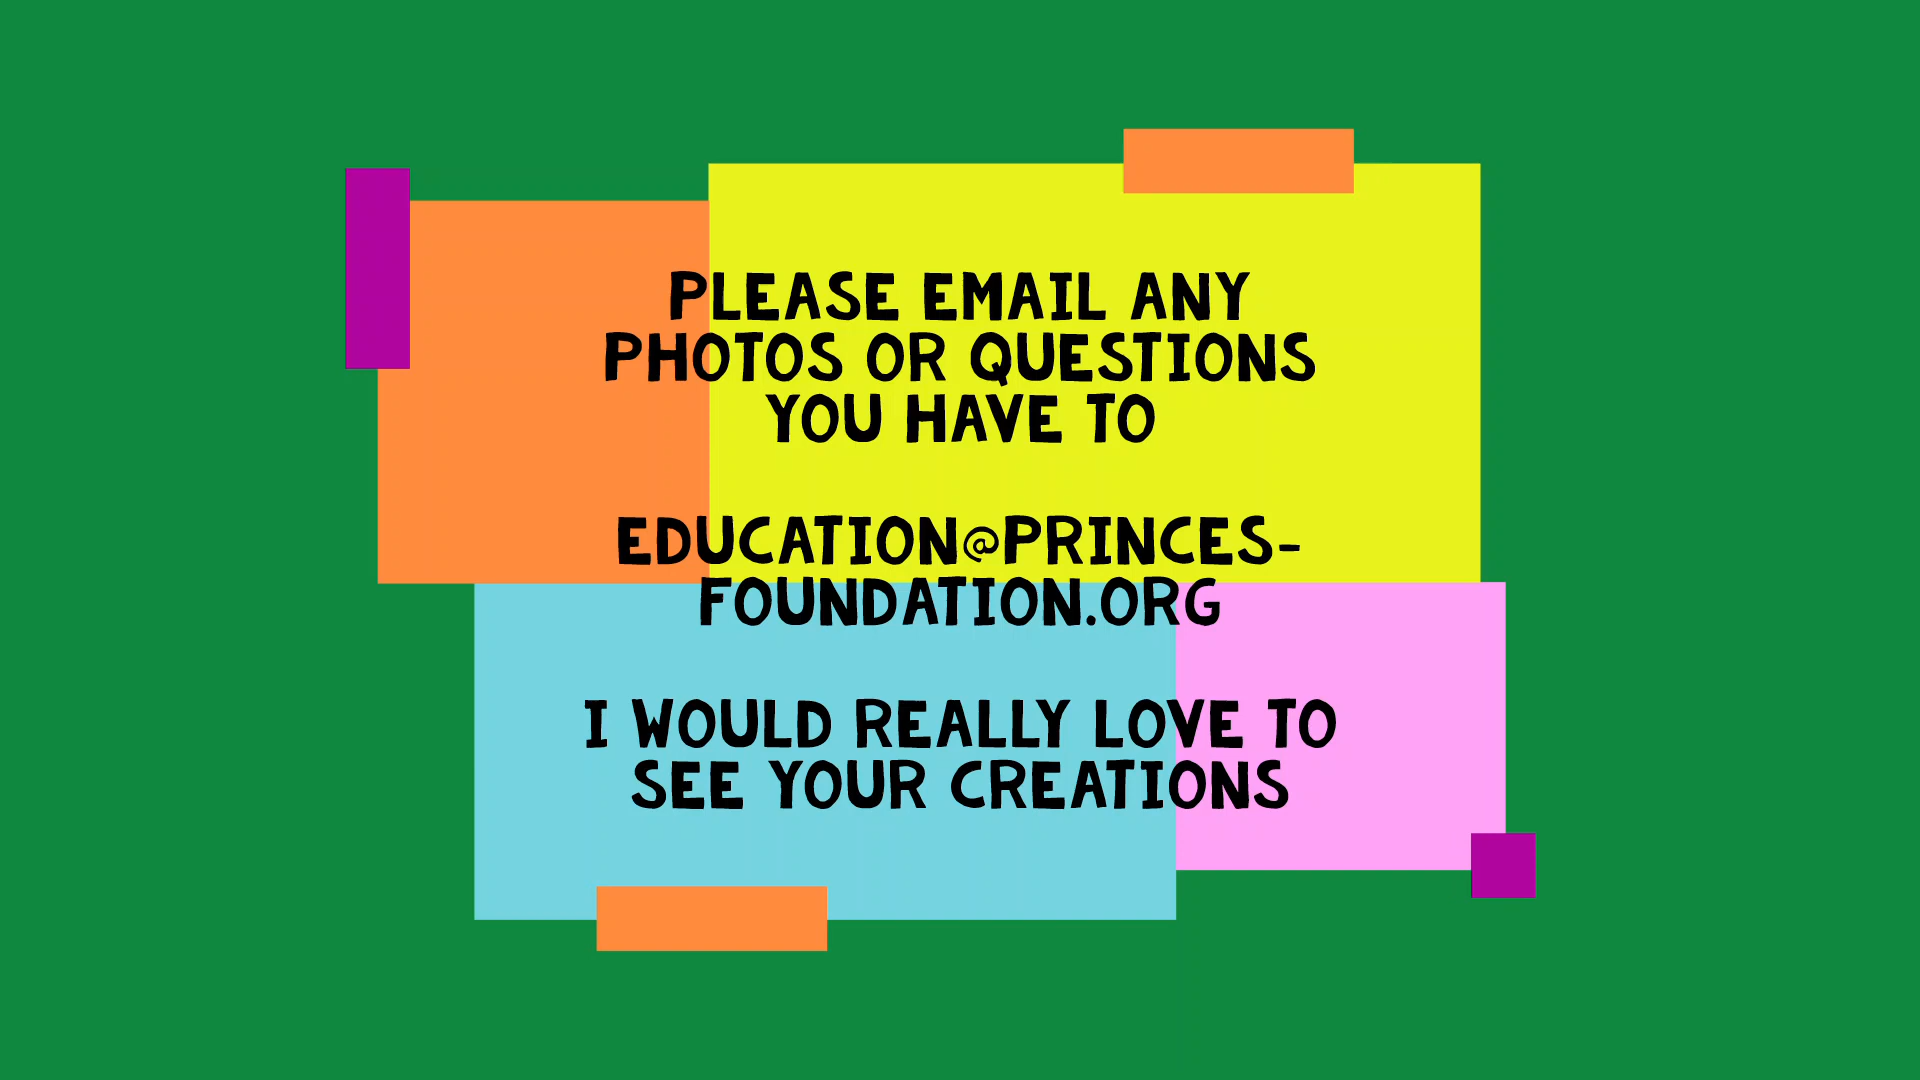 PLEASE EMAIL ANY
PHOTOS OR QUESTIONS
YOU HAVE TO
EDUCATION@PRINCES-
FOUNDATION.ORG
I WOULD REALLY LOVE TO
SEE YOUR CREATIONS